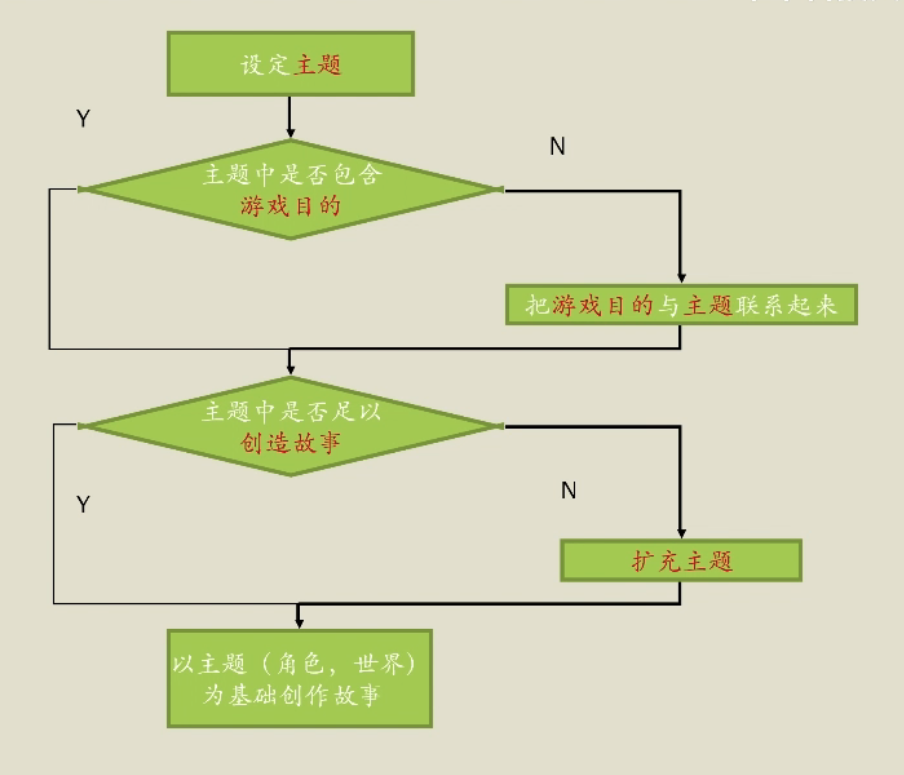 设定主题
Y
N
主题中是否包含
游戏目的
把游戏目的与主题联系起来
主题中是否足以
创造故事
Y
N
扩充主题
以主题（角色，世界）
为基础创作故事